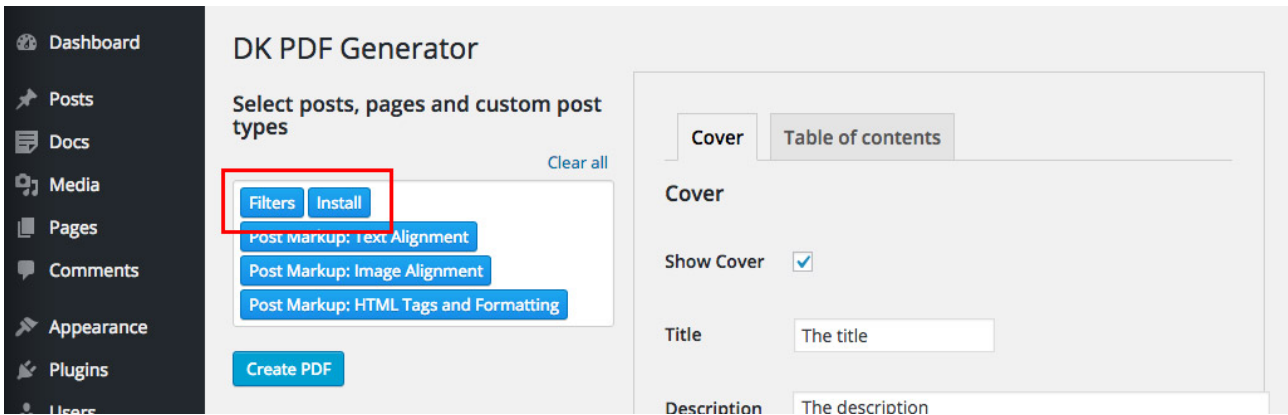 Dashboard
Posts
Docs
Media
Pages
Comments
Appearance
Plugins
Users
DK PDF Generator
Select posts, pages and custom post
types
Clear all
Filters Install
Post Markup: Text Alignment
Post Markup: Image Alignment
Post Markup: HTML Tags and Formatting
Create PDF
Cover Table of contents
Cover
Show Cover
Title The title
Description The description